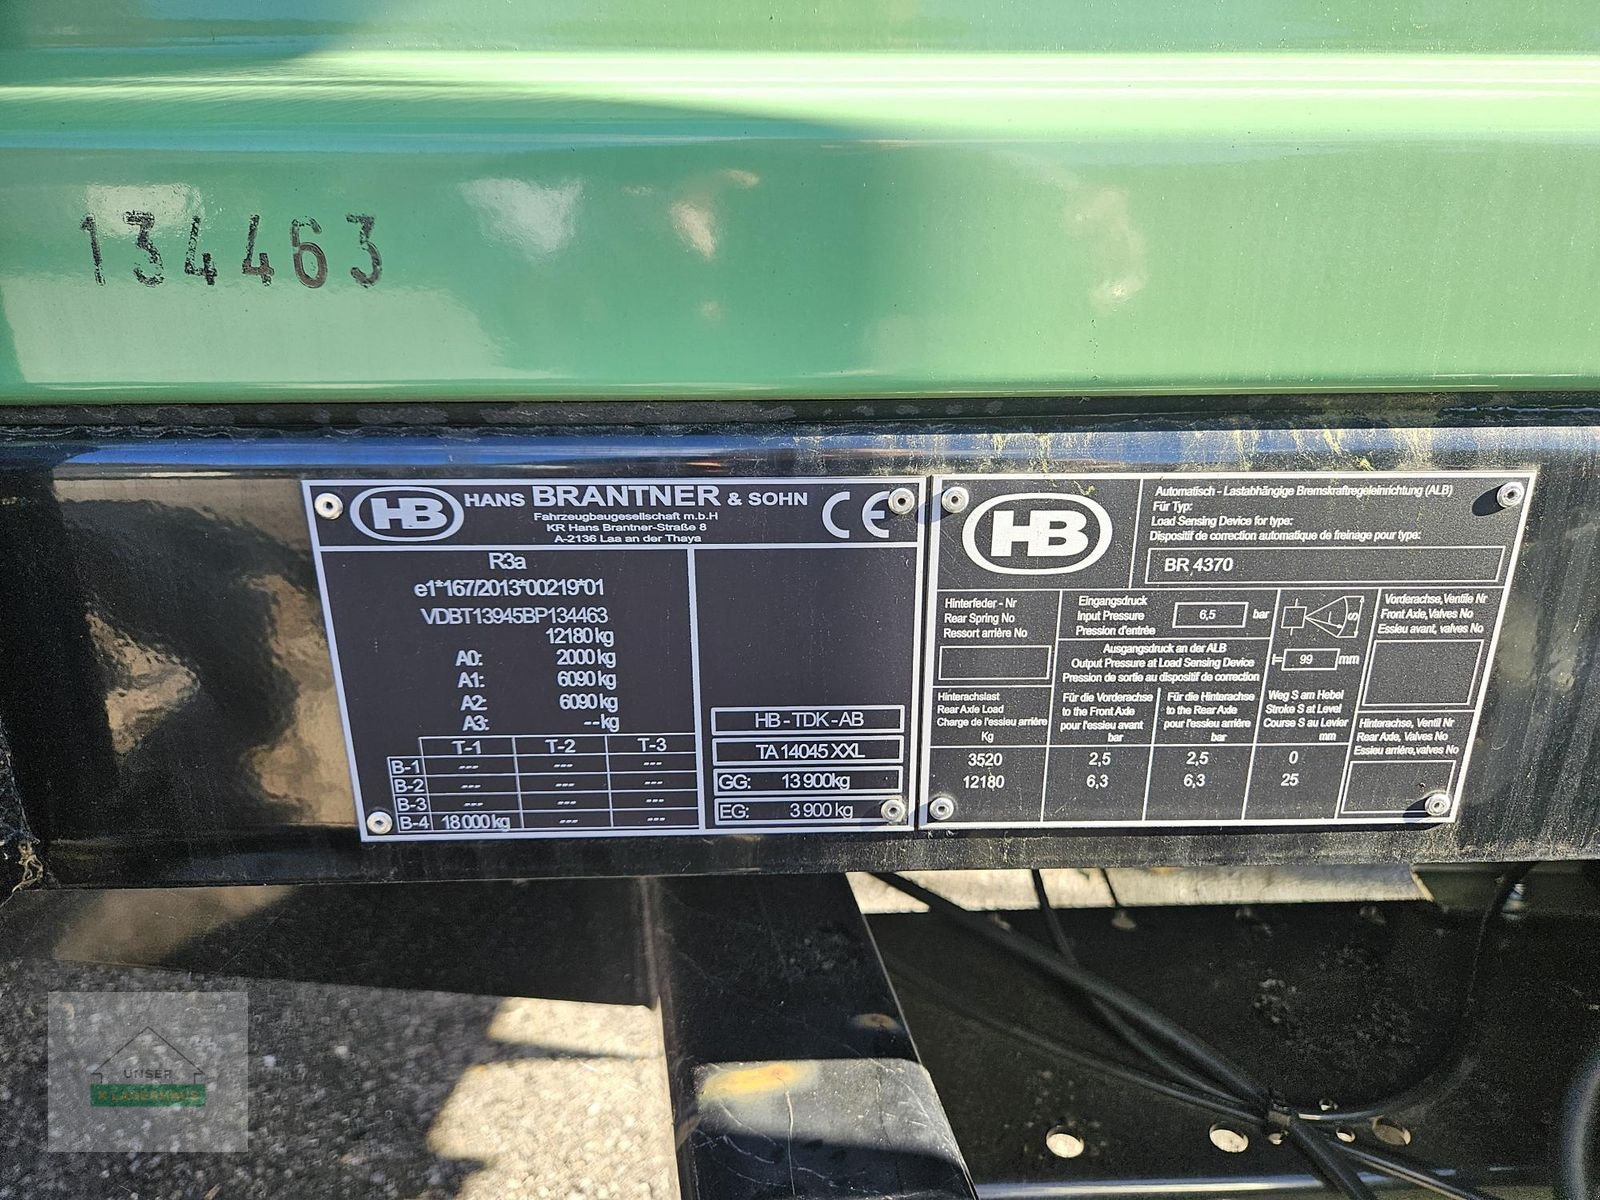 134463
HB HANS BRANTNER & SOHN CE
Fahrzeugbaugesellschaft m.b.H
KR Hans Brantner-Straße 8
A-2136 Laa an der Thaya
R3a
e1*167/2013*00219*01
VDBT13945BP134463
12180 kg
A0: 2000 kg
A1: 6090 kg
A2: 6090 kg
A3: -- kg
T-1 T-2 T-3
B-1 --- --- ---
B-2 --- --- ---
B-3 --- --- ---
B-4 18000 kg --- ---
HB - TDK - AB
TA 14045 XXL
GG: 13 900kg
EG: 3 900 kg
HB
Automatisch - Lastabhängige Bremskraftregeleinrichtung (ALB)
Für Typ:
Load Sensing Device for type:
Dispositif de correction automatique de freinage pour type:
BR 4370
Hinterfeder - Nr
Rear Spring No
Ressort arrière No
Eingangsdruck
Input Pressure
Pression d'entrée
6,5 bar
Ausgangsdruck an der ALB
Output Pressure at Load Sensing Device
Pression de sortie au dispositif de correction
S
l= 99 mm
Vorderachse, Ventile Nr
Front Axle, Valves No
Essieu avant, valves No
Hinterachslast
Rear Axle Load
Charge de l'essieu arrière
Kg
Für die Vorderachse
to the Front Axle
pour l'essieu avant
bar
Für die Hinterachse
to the Rear Axle
pour l'essieu arrière
bar
Weg S am Hebel
Stroke S at Level
Course S au Levier
mm
Hinterachse, Ventil Nr
Rear Axle, Valves No
Essieu arrière, valves No
3520 2,5 2,5 0
12180 6,3 6,3 25
UNSER
X LAGERHAUS